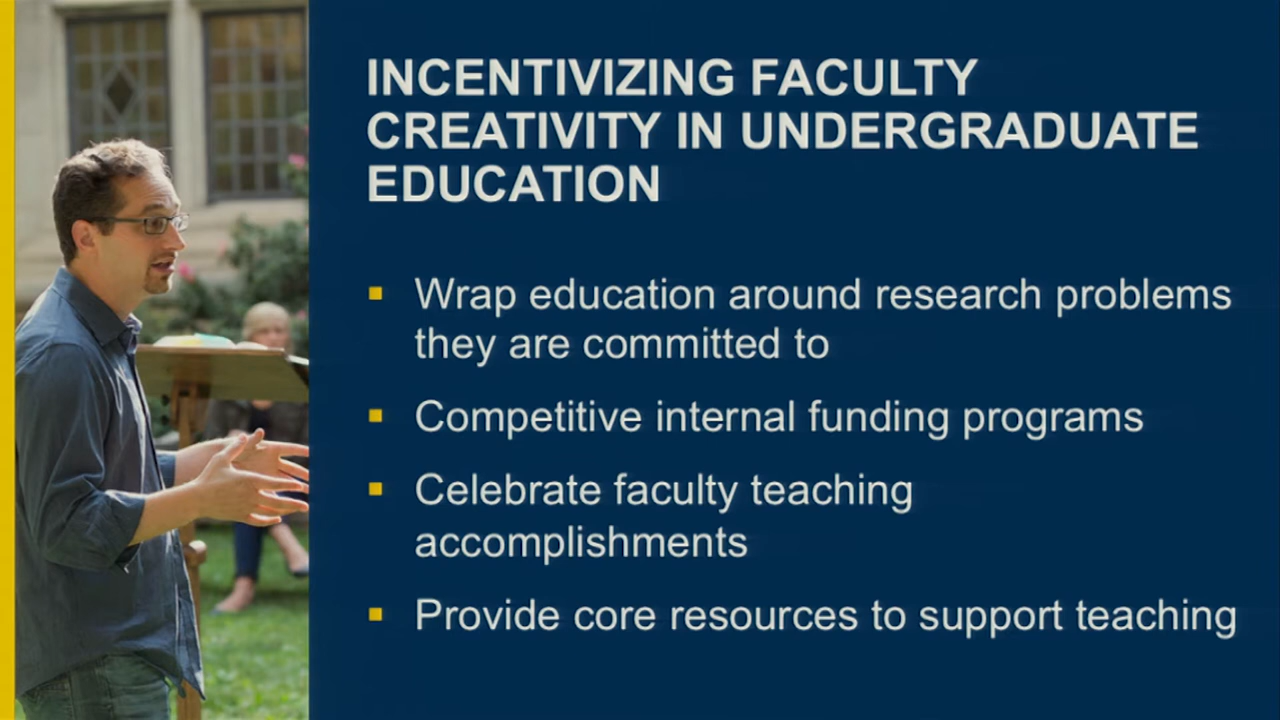 INCENTIVIZING FACULTY
CREATIVITY IN UNDERGRADUATE
EDUCATION
▪ Wrap education around research problems
they are committed to
▪ Competitive internal funding programs
▪ Celebrate faculty teaching
accomplishments
▪ Provide core resources to support teaching